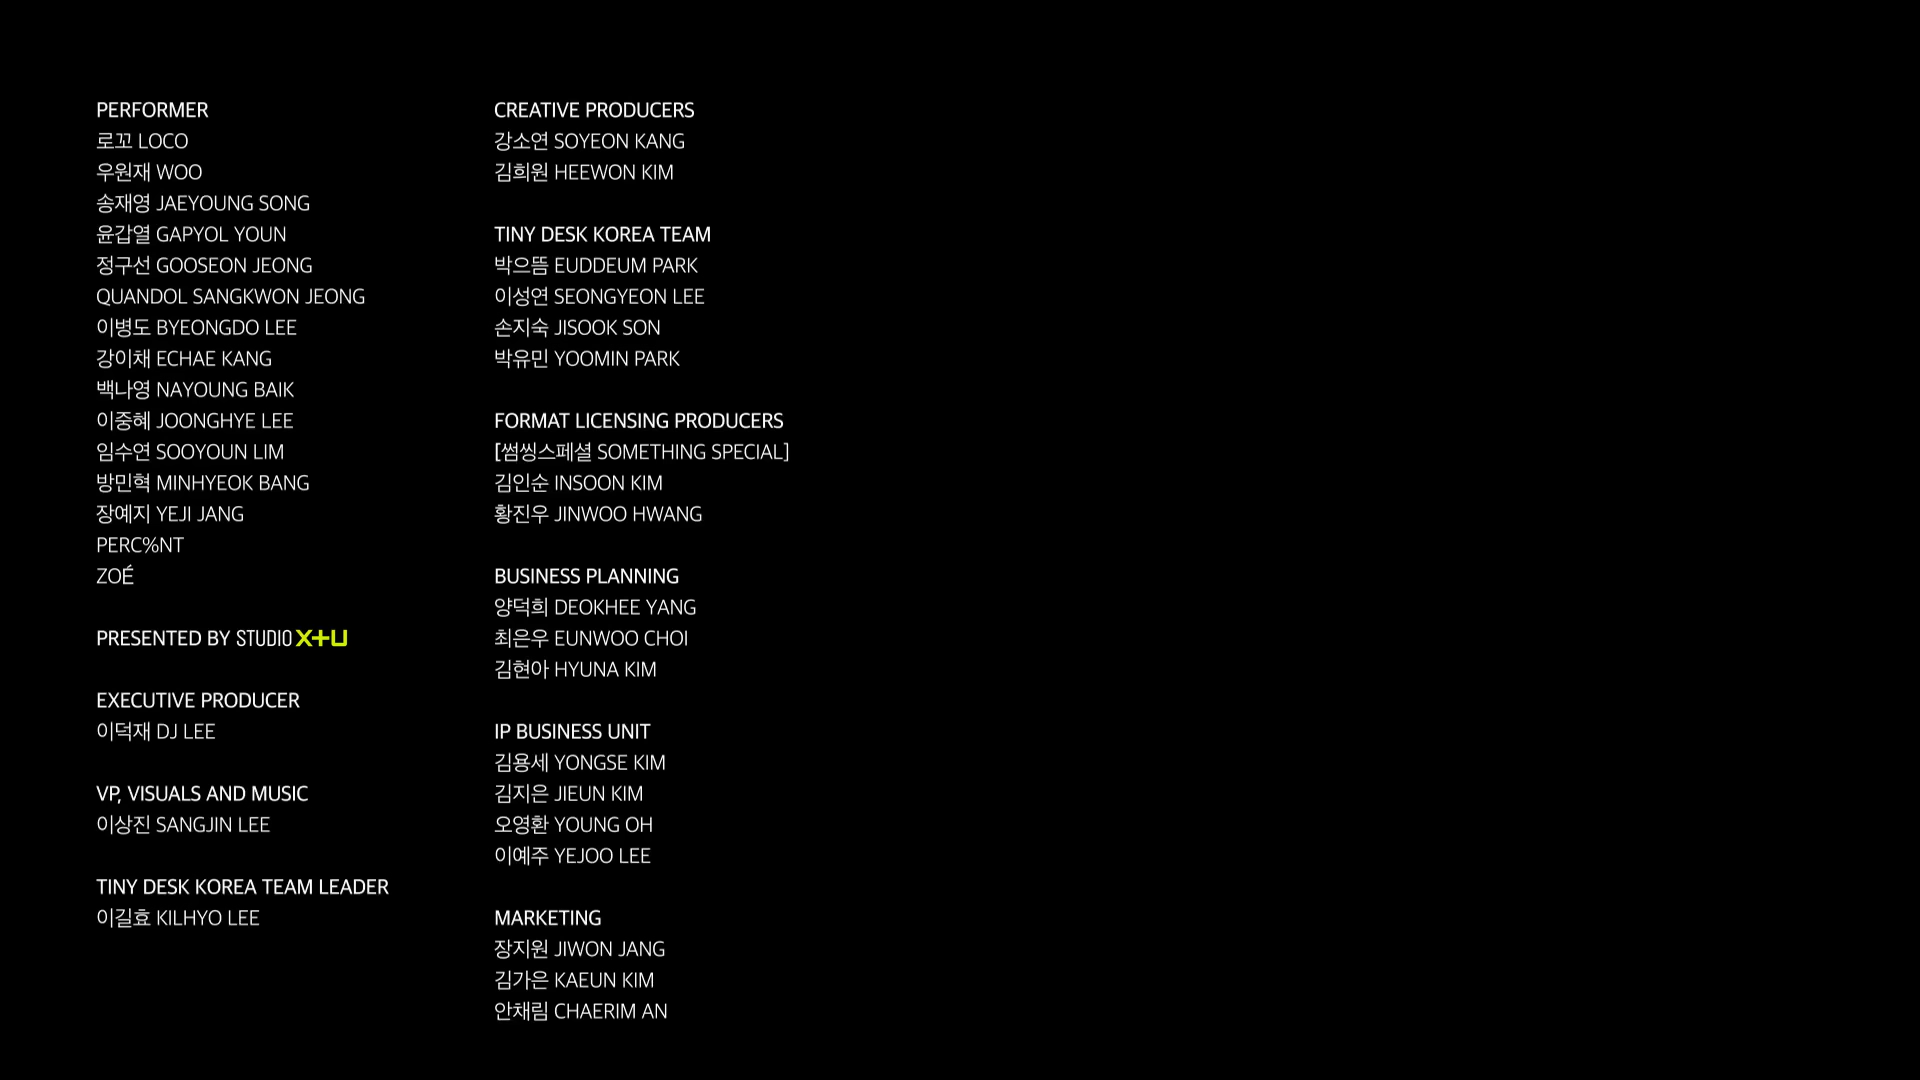 PERFORMER
로꼬 LOCO
우원재 WOO
송재영 JAEYOUNG SONG
윤갑열 GAPYOL YOUN
정구선 GOOSEON JEONG
QUANDOL SANGKWON JEONG
이병도 BYEONGDO LEE
강이채 ECHAE KANG
백나영 NAYOUNG BAIK
이중혜 JOONGHYE LEE
임수연 SOOYOUN LIM
방민혁 MINHYEOK BANG
장예지 YEJI JANG
PERC%NT
ZOÉ
PRESENTED BY STUDIO X+U
EXECUTIVE PRODUCER
이덕재 DJ LEE
VP, VISUALS AND MUSIC
이상진 SANGJIN LEE
TINY DESK KOREA TEAM LEADER
이길효 KILHYO LEE
CREATIVE PRODUCERS
강소연 SOYEON KANG
김희원 HEEWON KIM
TINY DESK KOREA TEAM
박으뜸 EUDDEUM PARK
이성연 SEONGYEON LEE
손지숙 JISOOK SON
박유민 YOOMIN PARK
FORMAT LICENSING PRODUCERS
[썸씽스페셜 SOMETHING SPECIAL]
김인순 INSOON KIM
황진우 JINWOO HWANG
BUSINESS PLANNING
양덕희 DEOKHEE YANG
최은우 EUNWOO CHOI
김현아 HYUNA KIM
IP BUSINESS UNIT
김용세 YONGSE KIM
김지은 JIEUN KIM
오영환 YOUNG OH
이예주 YEJOO LEE
MARKETING
장지원 JIWON JANG
김가은 KAEUN KIM
안채림 CHAERIM AN